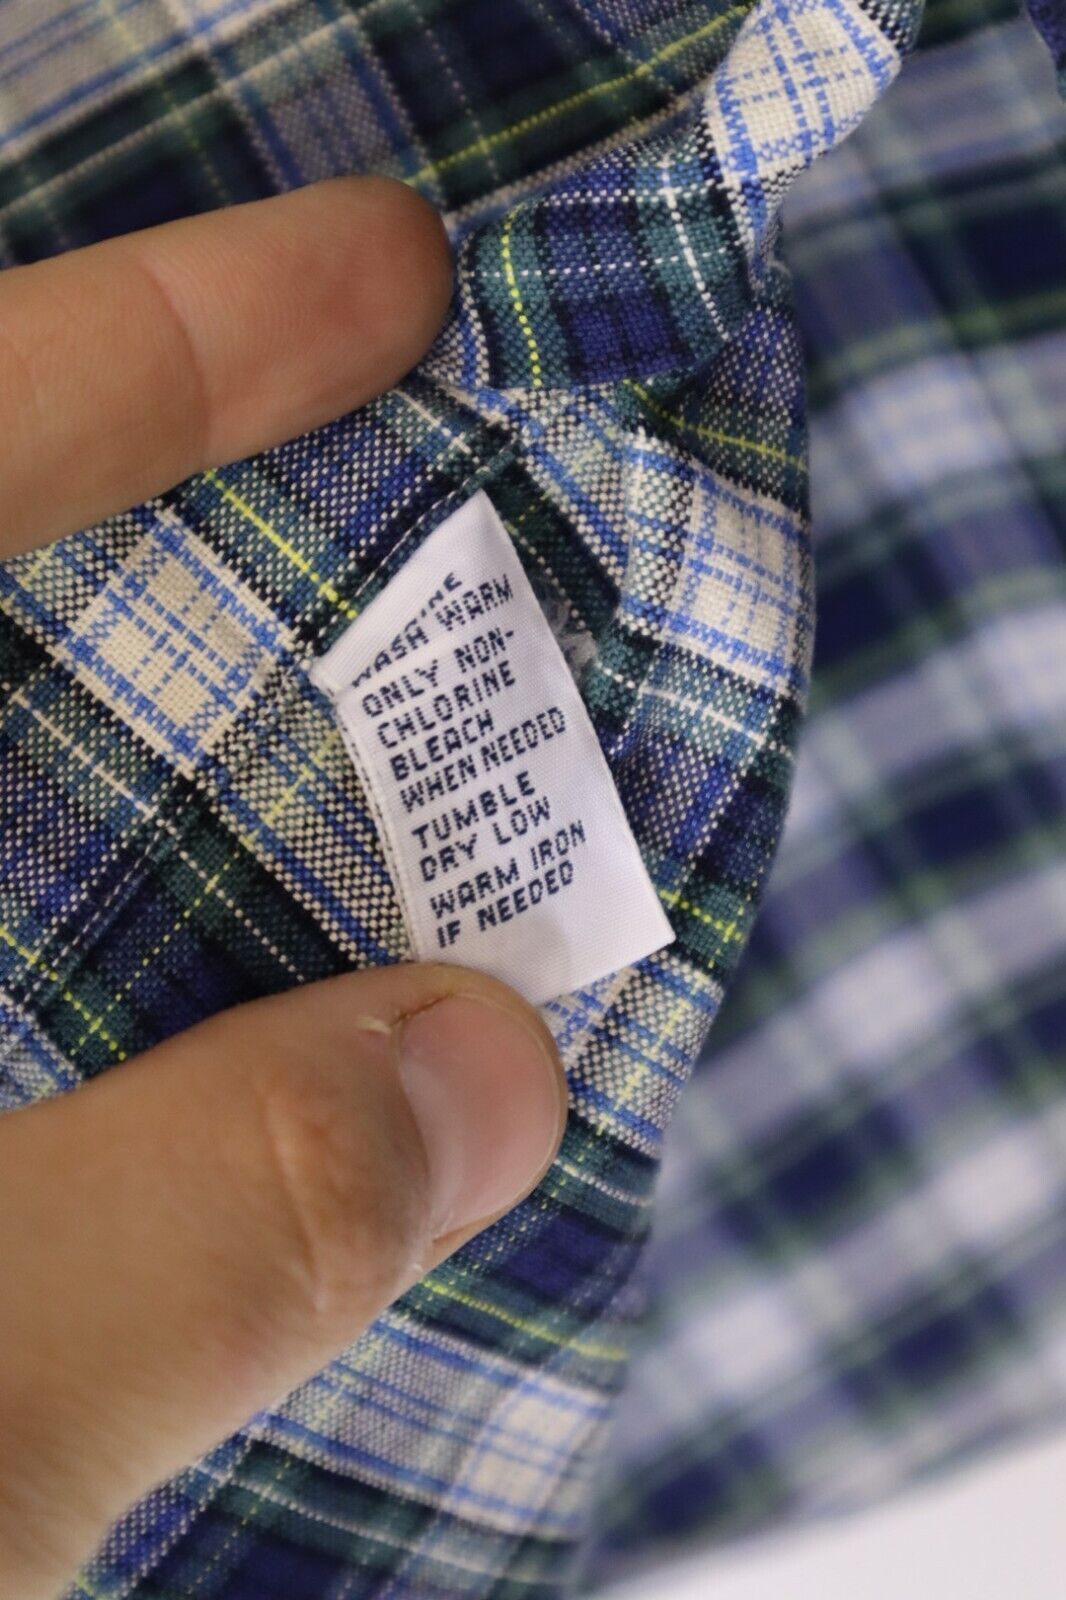 WASH WARM
ONLY NON-
CHLORINE
BLEACH
WHEN NEEDED
TUMBLE
DRY LOW
WARM IRON
IF NEEDED